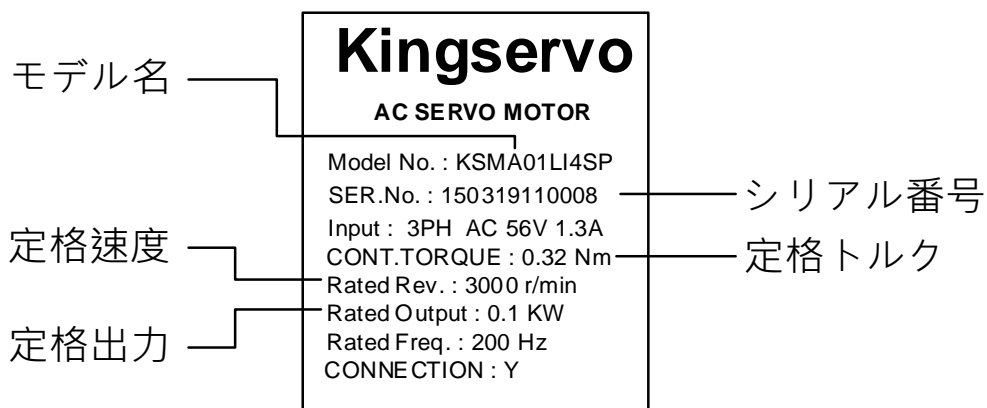 Kingservo
AC SERVO MOTOR
モデル名
Model No. : KSMA01LI4SP
SER.No. : 150319110008
シリアル番号
Input : 3PH AC 56V 1.3A
CONT.TORQUE : 0.32 Nm
定格トルク
定格速度
Rated Rev. : 3000 r/min
Rated Output : 0.1 KW
定格出力
Rated Freq. : 200 Hz
CONNECTION : Y